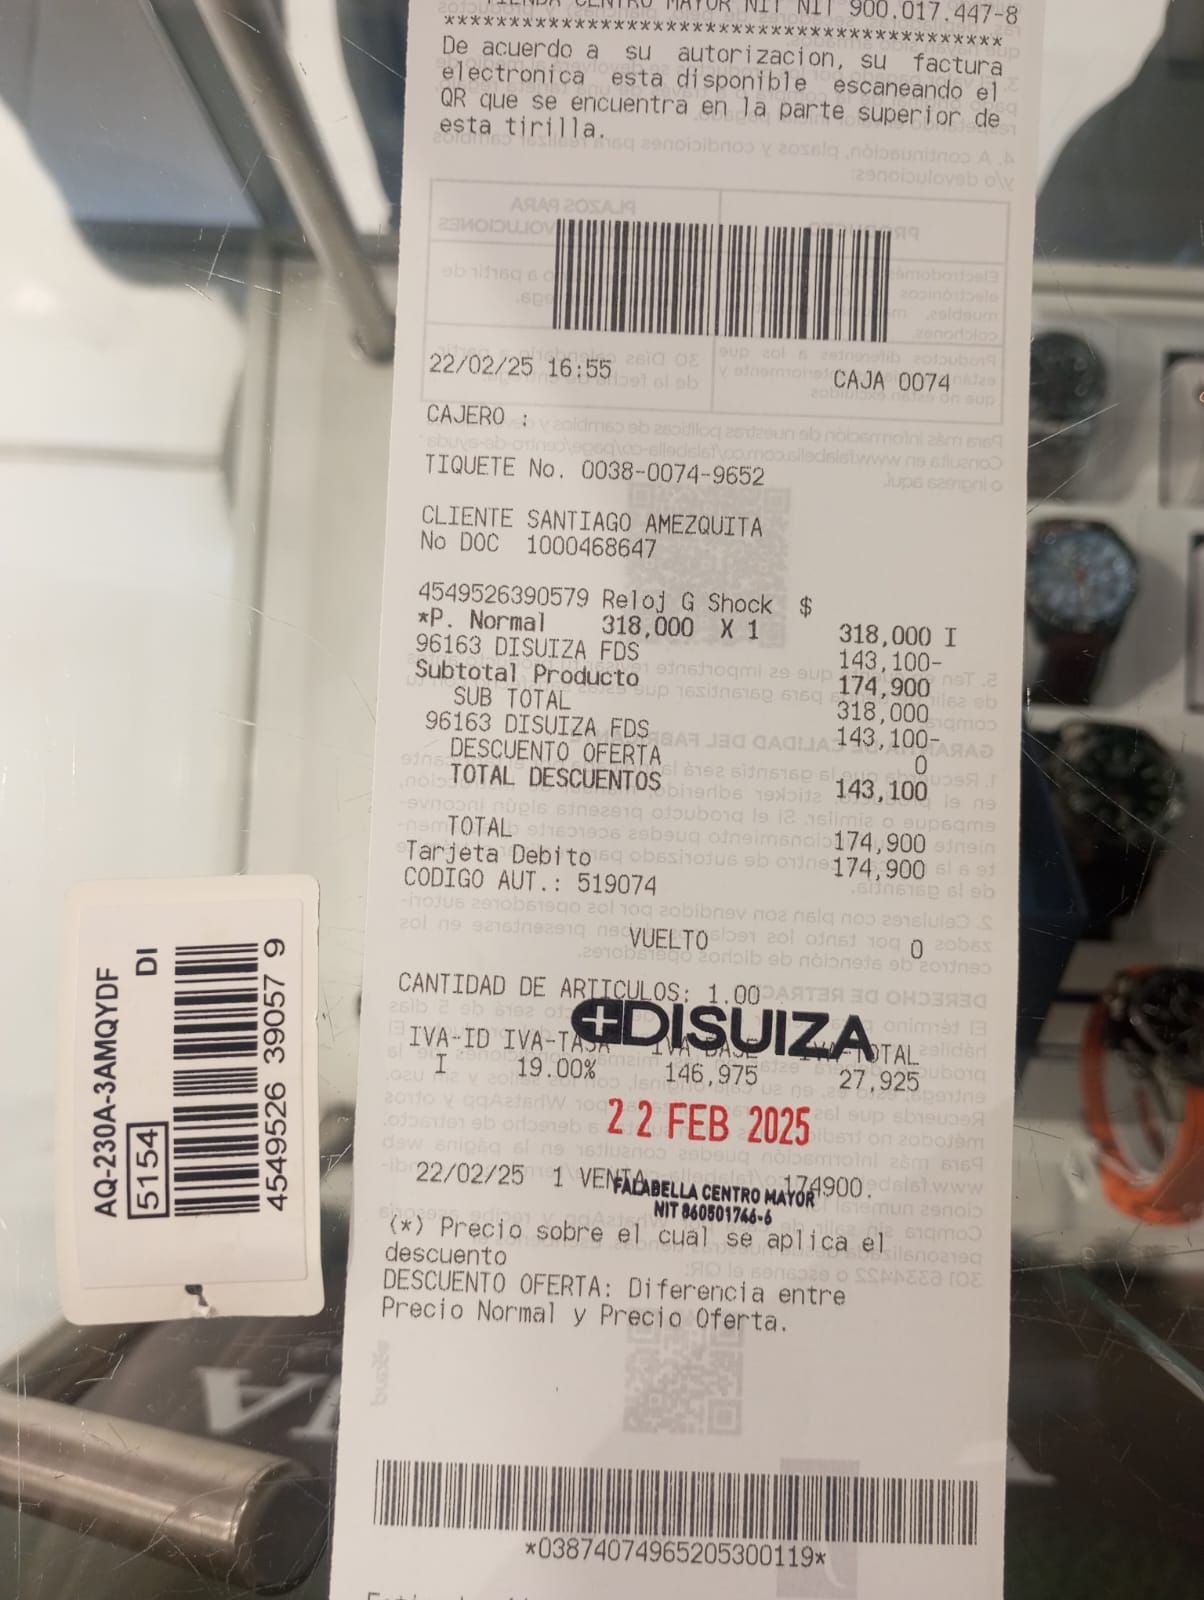 TIENDA CENTRO MAYOR NIT NIT 900.017.447-8
*******************************************
De acuerdo a su autorizacion, su factura
electronica esta disponible escaneando el
QR que se encuentra en la parte superior de
esta tirilla.
22/02/25 16:55 CAJA 0074
CAJERO :
TIQUETE No. 0038-0074-9652
CLIENTE SANTIAGO AMEZQUITA
No DOC 1000468647
4549526390579 Reloj G Shock $
*P. Normal 318,000 X 1 318,000 I
96163 DISUIZA FDS 143,100-
Subtotal Producto 174,900
SUB TOTAL 318,000
96163 DISUIZA FDS 143,100-
DESCUENTO OFERTA 0
TOTAL DESCUENTOS 143,100
TOTAL 174,900
Tarjeta Debito 174,900
CODIGO AUT.: 519074
VUELTO 0
CANTIDAD DE ARTICULOS: 1.00
DISUIZA
IVA-ID IVA-TASA IVA BASE IVA-TOTAL
I 19.00% 146,975 27,925
22 FEB 2025
22/02/25 1 VENTA 174900.
FALABELLA CENTRO MAYOR
NIT 860501746-6
(*) Precio sobre el cual se aplica el
descuento
DESCUENTO OFERTA: Diferencia entre
Precio Normal y Precio Oferta.
*03874074965205300119*
AQ-230A-3AMQYDF
5154 DI
4549526 39057 9